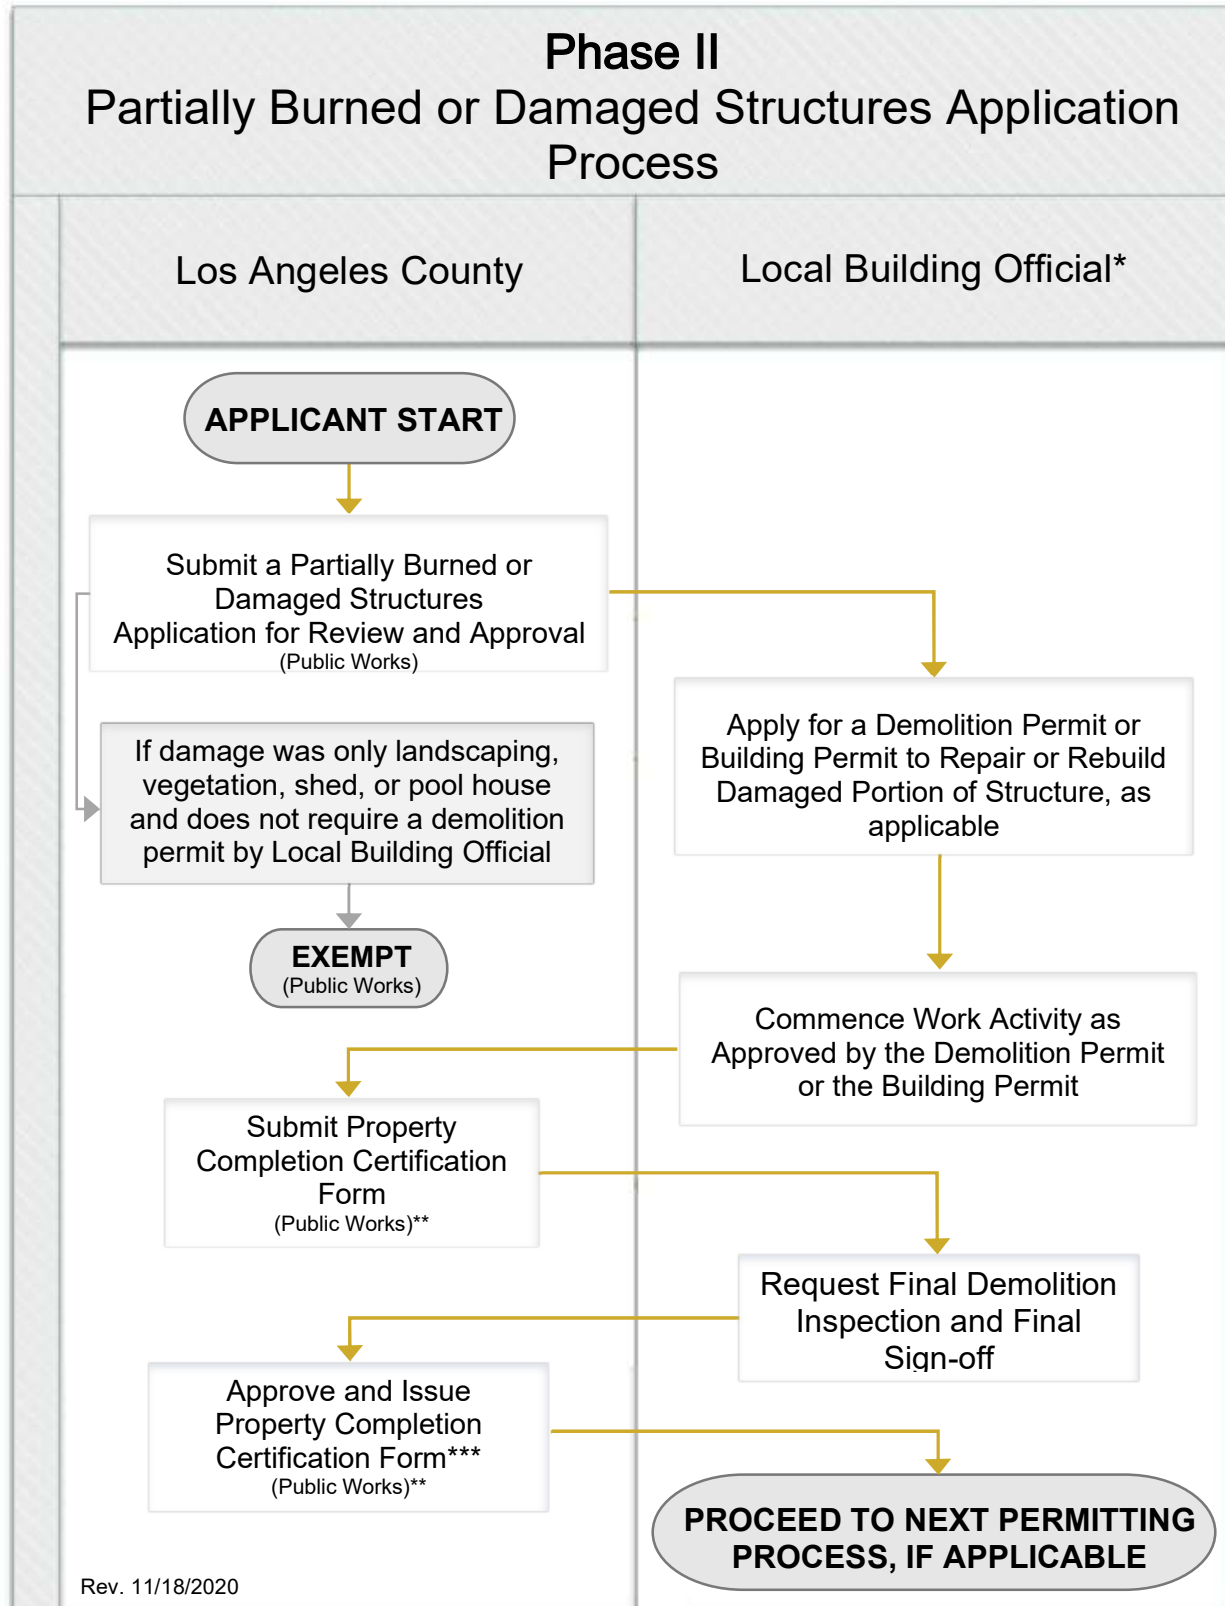 Phase II
Partially Burned or Damaged Structures Application
Process
Los Angeles County
Local Building Official*
APPLICANT START
Submit a Partially Burned or
Damaged Structures
Application for Review and Approval
(Public Works)
If damage was only landscaping,
vegetation, shed, or pool house
and does not require a demolition
permit by Local Building Official
EXEMPT
(Public Works)
Apply for a Demolition Permit or
Building Permit to Repair or Rebuild
Damaged Portion of Structure, as
applicable
Commence Work Activity as
Approved by the Demolition Permit
or the Building Permit
Submit Property
Completion Certification
Form
(Public Works)**
Request Final Demolition
Inspection and Final
Sign-off
Approve and Issue
Property Completion
Certification Form***
(Public Works)**
PROCEED TO NEXT PERMITTING
PROCESS, IF APPLICABLE
Rev. 11/18/2020